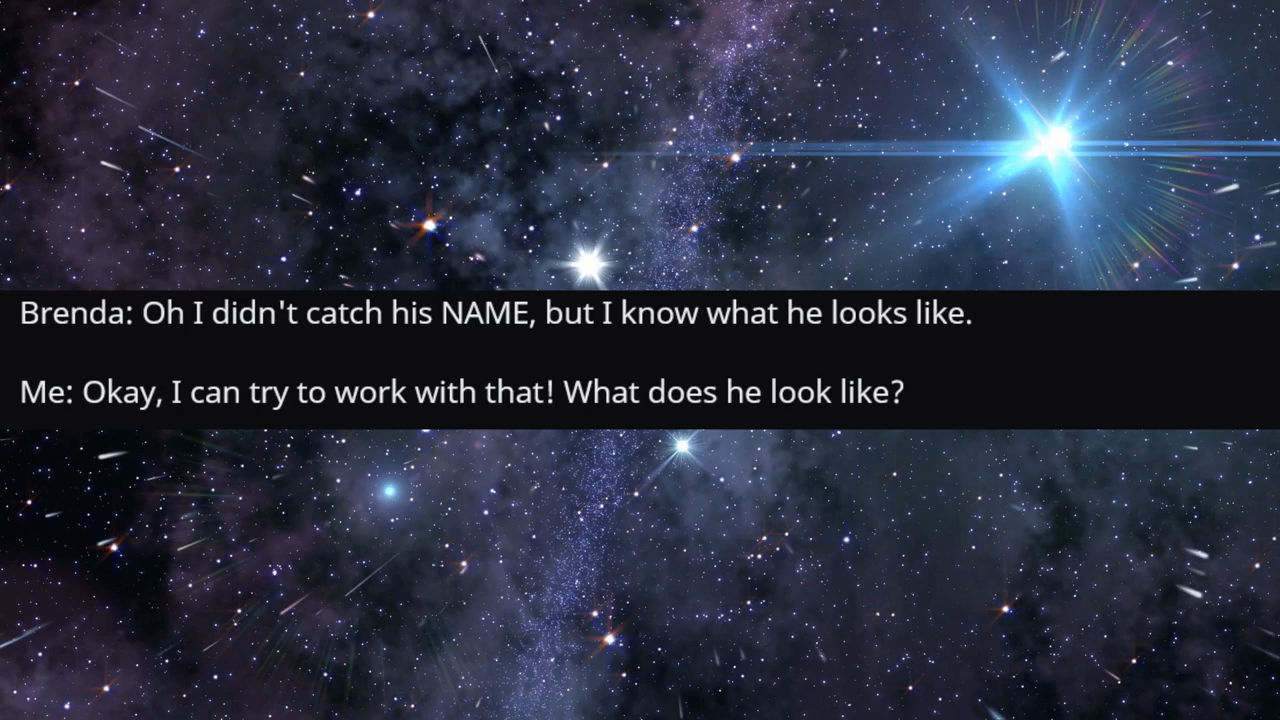 Brenda: Oh I didn't catch his NAME, but I know what he looks like.
Me: Okay, I can try to work with that! What does he look like?